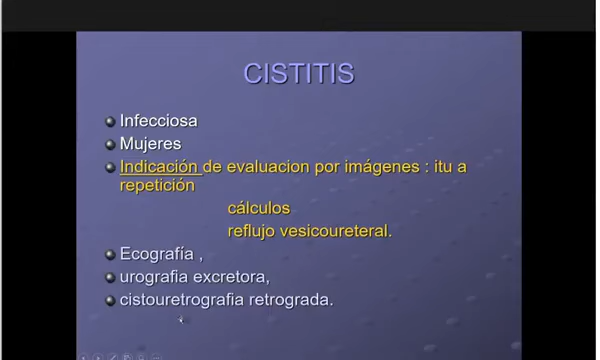 CISTITIS
Infecciosa
Mujeres
Indicación de evaluacion por imágenes : itu a
repetición
cálculos
reflujo vesicoureteral.
Ecografía ,
urografia excretora,
cistouretrografia retrograda.